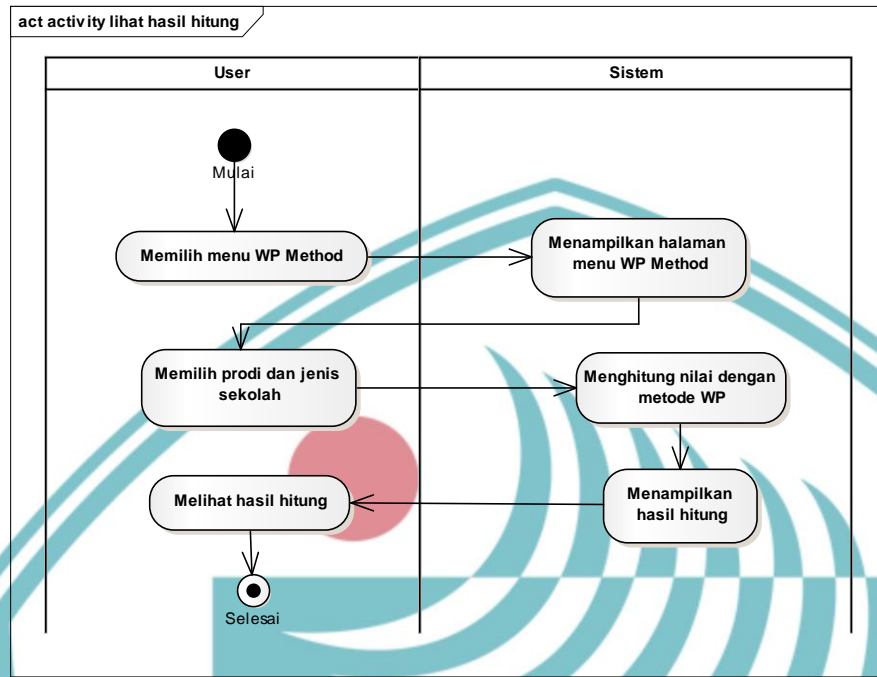 act activity lihat hasil hitung
User
Sistem
Mulai
Memilih menu WP Method
Menampilkan halaman
menu WP Method
Memilih prodi dan jenis
sekolah
Menghitung nilai dengan
metode WP
Menampilkan
hasil hitung
Melihat hasil hitung
Selesai